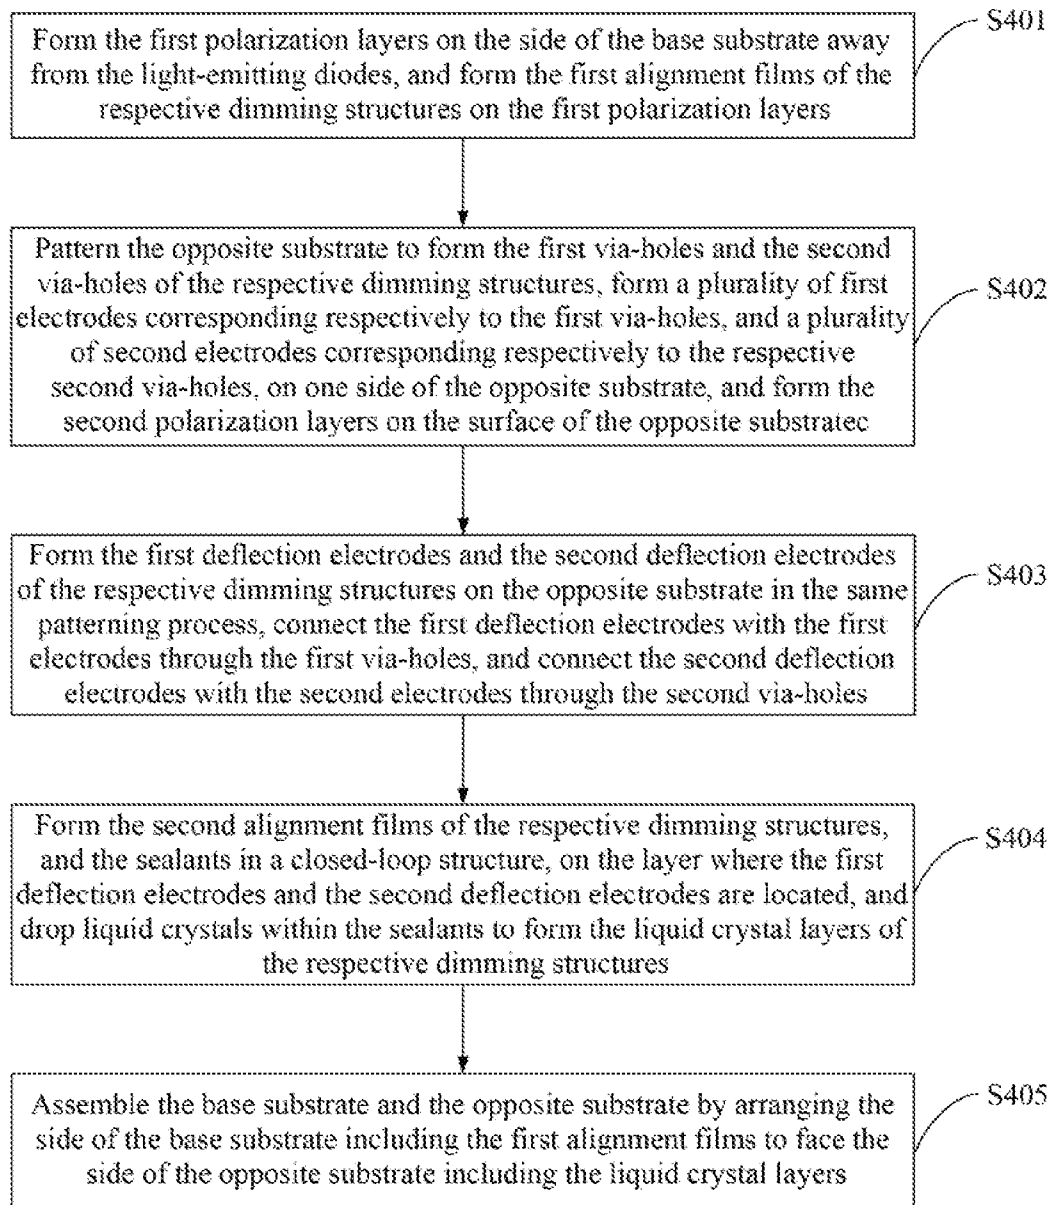 S401
Form the first polarization layers on the side of the base substrate away
from the light-emitting diodes, and form the first alignment films of the
respective dimming structures on the first polarization layers
S402
Pattern the opposite substrate to form the first via-holes and the second
via-holes of the respective dimming structures, form a plurality of first
electrodes corresponding respectively to the first via-holes, and a plurality
of second electrodes corresponding respectively to the respective
second via-holes, on one side of the opposite substrate, and form the
second polarization layers on the surface of the opposite substratec
S403
Form the first deflection electrodes and the second deflection electrodes
of the respective dimming structures on the opposite substrate in the same
patterning process, connect the first deflection electrodes with the first
electrodes through the first via-holes, and connect the second deflection
electrodes with the second electrodes through the second via-holes
S404
Form the second alignment films of the respective dimming structures,
and the sealants in a closed-loop structure, on the layer where the first
deflection electrodes and the second deflection electrodes are located, and
drop liquid crystals within the sealants to form the liquid crystal layers of
the respective dimming structures
S405
Assemble the base substrate and the opposite substrate by arranging the
side of the base substrate including the first alignment films to face the
side of the opposite substrate including the liquid crystal layers